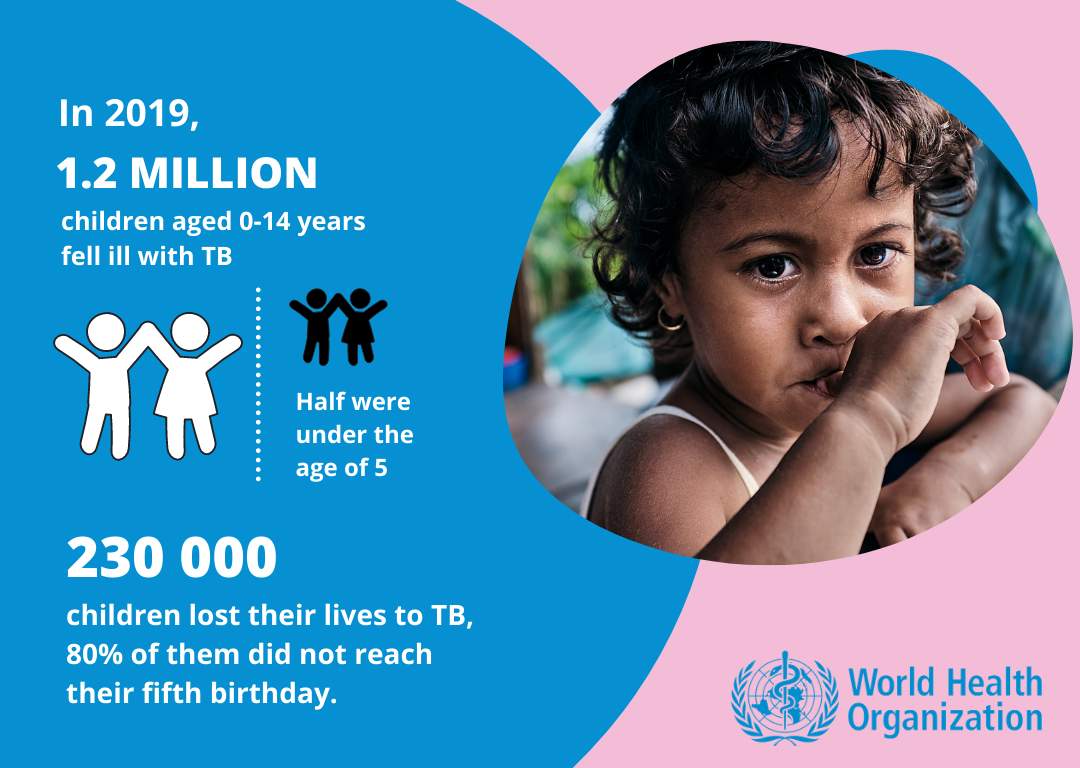 In 2019,
1.2 MILLION
children aged 0-14 years
fell ill with TB
Half were
under the
age of 5
230 000
children lost their lives to TB,
80% of them did not reach
their fifth birthday.
World Health
Organization